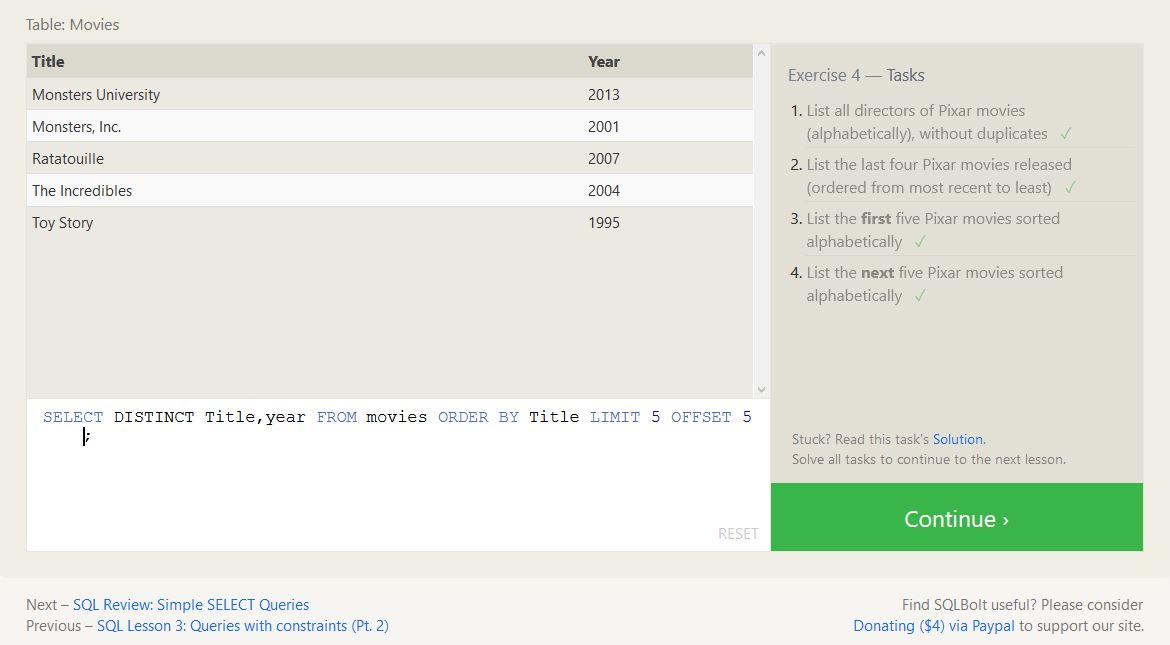 Table: Movies
Title Year
Monsters University 2013
Monsters, Inc. 2001
Ratatouille 2007
The Incredibles 2004
Toy Story 1995
SELECT DISTINCT Title,year FROM movies ORDER BY Title LIMIT 5 OFFSET 5
;
RESET
Exercise 4 — Tasks
1. List all directors of Pixar movies
(alphabetically), without duplicates ✓
2. List the last four Pixar movies released
(ordered from most recent to least) ✓
3. List the first five Pixar movies sorted
alphabetically ✓
4. List the next five Pixar movies sorted
alphabetically ✓
Stuck? Read this task's Solution.
Solve all tasks to continue to the next lesson.
Continue ›
Next – SQL Review: Simple SELECT Queries
Previous – SQL Lesson 3: Queries with constraints (Pt. 2)
Find SQLBolt useful? Please consider
Donating ($4) via Paypal to support our site.